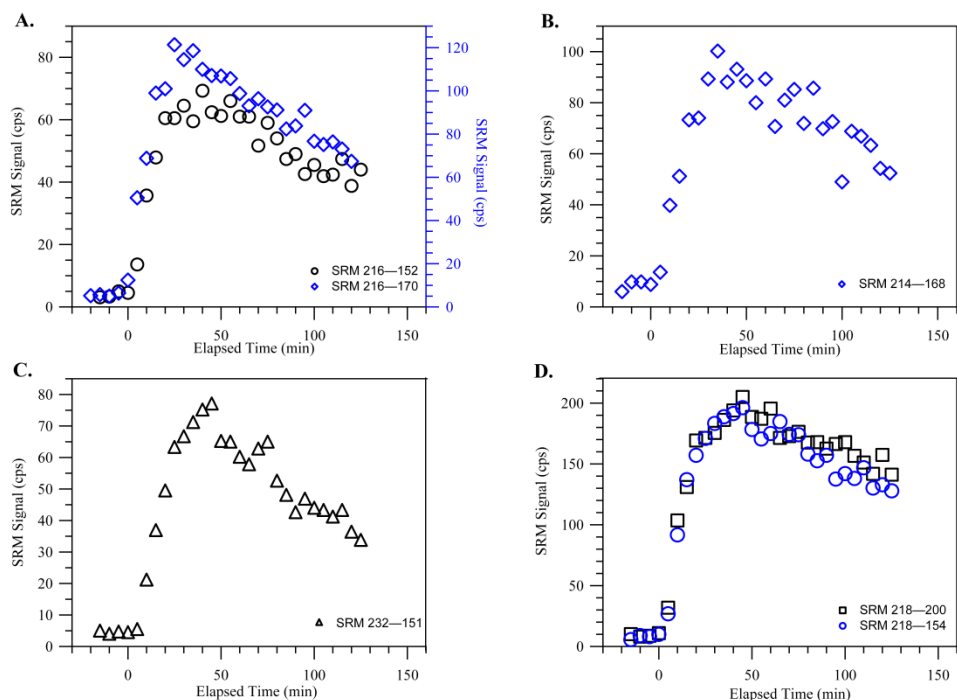 A.
80
60
40
20
0
SRM Signal (cps)
120
100
80
60
40
20
0
SRM Signal (cps)
SRM 216—152
SRM 216—170
0 50 100 150
Elapsed Time (min)
B.
100
80
60
40
20
0
SRM Signal (cps)
SRM 214—168
0 50 100 150
Elapsed Time (min)
C.
80
70
60
50
40
30
20
10
0
SRM Signal (cps)
SRM 232—151
0 50 100 150
Elapsed Time (min)
D.
200
150
100
50
0
SRM Signal (cps)
SRM 218—200
SRM 218—154
0 50 100 150
Elapsed Time (min)